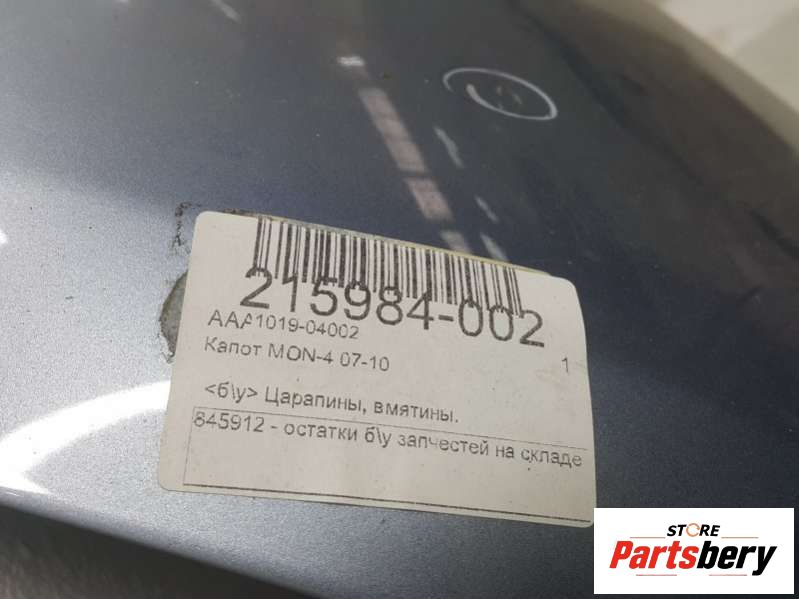 215984-002
AAA1019-04002
Капот MON-4 07-10
1
<б\у> Царапины, вмятины.
845912 - остатки б\у запчестей на складе
STORE
Partsbery